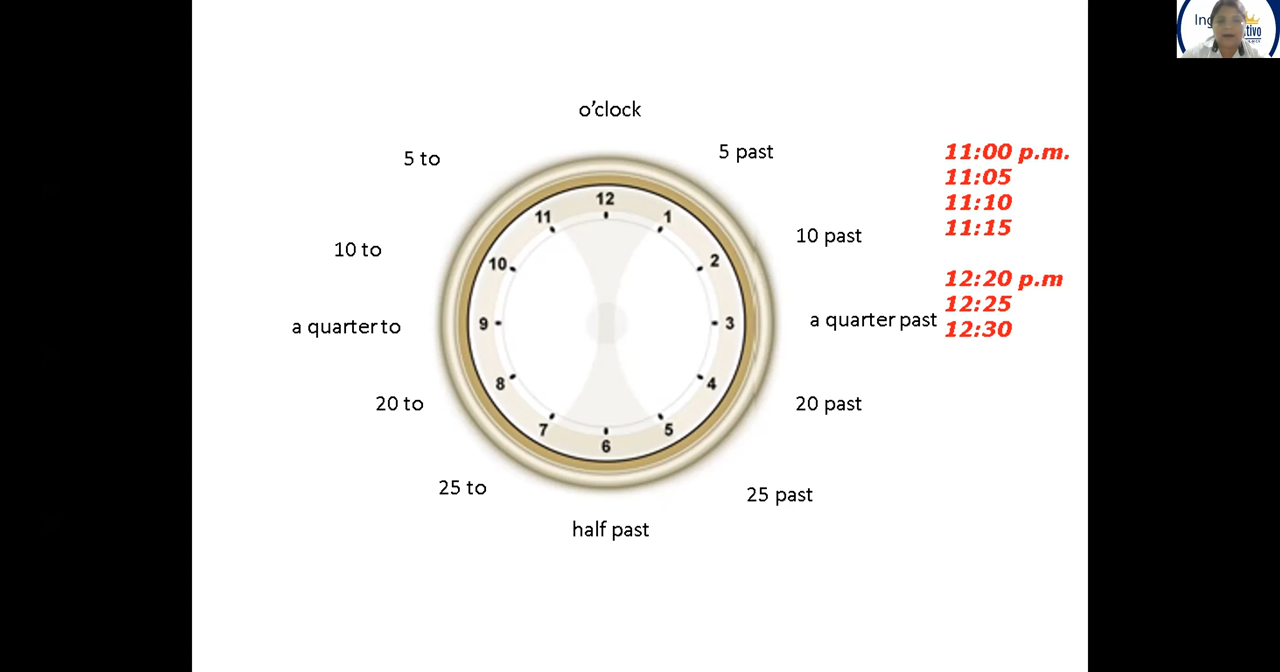 o'clock
5 to
5 past
10 to
10 past
a quarter to
a quarter past
20 to
20 past
25 to
25 past
half past
12
1
2
3
4
5
6
7
8
9
10
11
11:00 p.m.
11:05
11:10
11:15
12:20 p.m
12:25
12:30
Ing
tivo